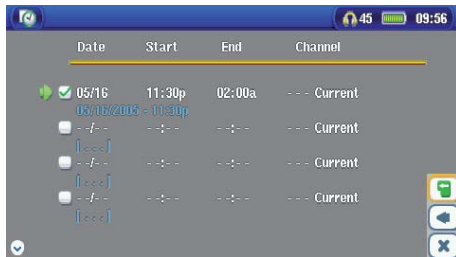 45 09:56
Date Start End Channel
05/16 11:30p 02:00a --- Current
05/16/2005 - 11:30p
--/-- --:-- --:-- --- Current
[...]
--/-- --:-- --:-- --- Current
[...]
--/-- --:-- --:-- --- Current
[...]